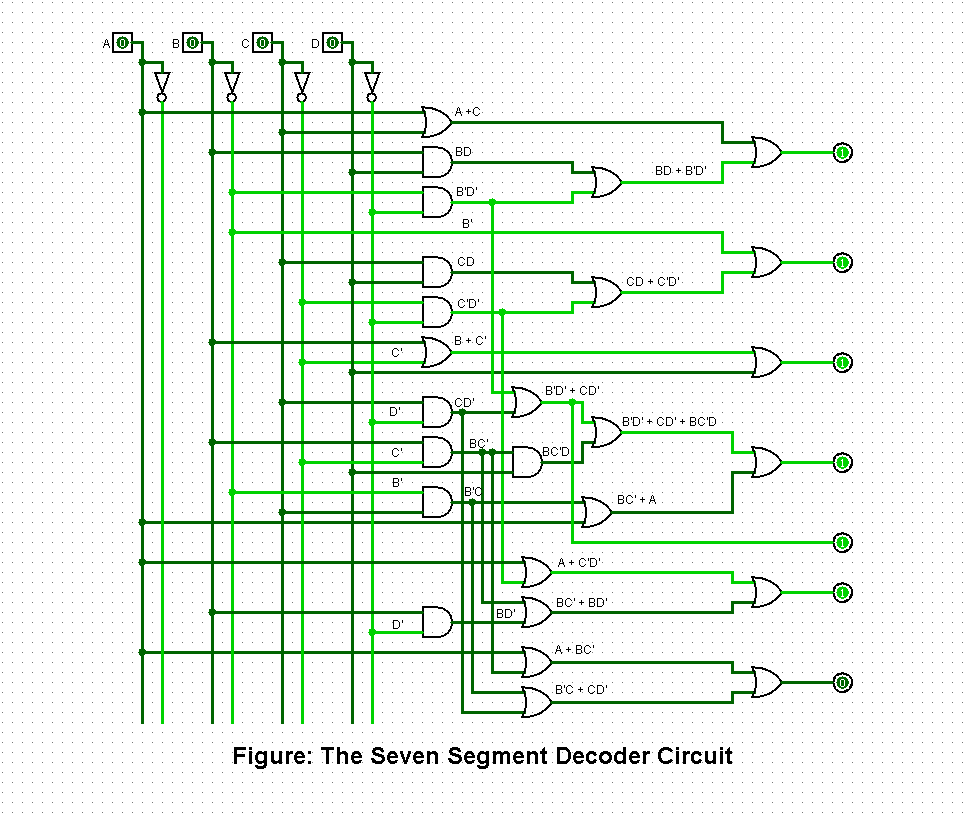 A 0 B 0 C 0 D 0
A +C
1
BD
BD + B'D'
B'D'
B'
CD
1
CD + C'D'
C'D'
B + C'
C'
1
B'D' + CD'
CD'
D'
B'D' + CD' + BC'D
BC'
C'
BC'D
1
B'
B'C
BC' + A
1
A + C'D'
1
BC' + BD'
BD'
D'
A + BC'
0
B'C + CD'
Figure: The Seven Segment Decoder Circuit